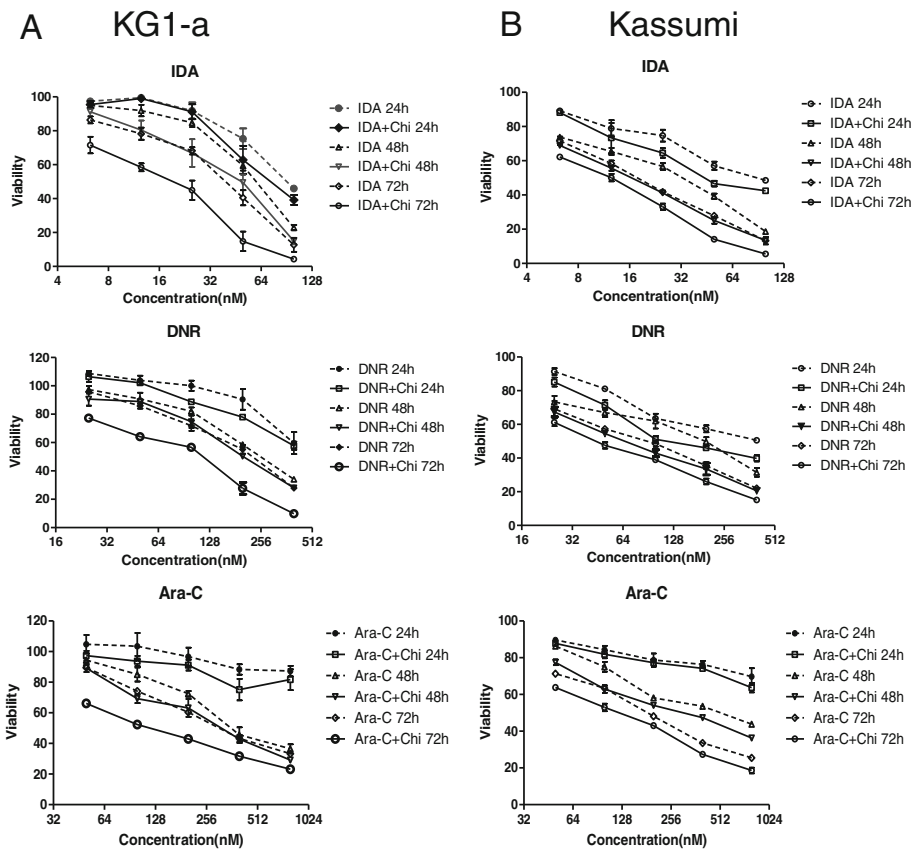 A KG1-a
B Kassumi
IDA
Viability
100
80
60
40
20
0
4 8 16 32 64 128
Concentration(nM)
IDA 24h
IDA+Chi 24h
IDA 48h
IDA+Chi 48h
IDA 72h
IDA+Chi 72h
IDA
Viability
100
80
60
40
20
0
4 8 16 32 64 128
Concentration(nM)
IDA 24h
IDA+Chi 24h
IDA 48h
IDA+Chi 48h
IDA 72h
IDA+Chi 72h
DNR
Viability
120
100
80
60
40
20
0
16 32 64 128 256 512
Concentration(nM)
DNR 24h
DNR+Chi 24h
DNR 48h
DNR+Chi 48h
DNR 72h
DNR+Chi 72h
DNR
Viability
100
80
60
40
20
0
16 32 64 128 256 512
Concentration(nM)
DNR 24h
DNR+Chi 24h
DNR 48h
DNR+Chi 48h
DNR 72h
DNR+Chi 72h
Ara-C
Viability
120
100
80
60
40
20
0
32 64 128 256 512 1024
Concentration(nM)
Ara-C 24h
Ara-C+Chi 24h
Ara-C 48h
Ara-C+Chi 48h
Ara-C 72h
Ara-C+Chi 72h
Ara-C
Viability
100
80
60
40
20
0
32 64 128 256 512 1024
Concentration(nM)
Ara-C 24h
Ara-C+Chi 24h
Ara-C 48h
Ara-C+Chi 48h
Ara-C 72h
Ara-C+Chi 72h